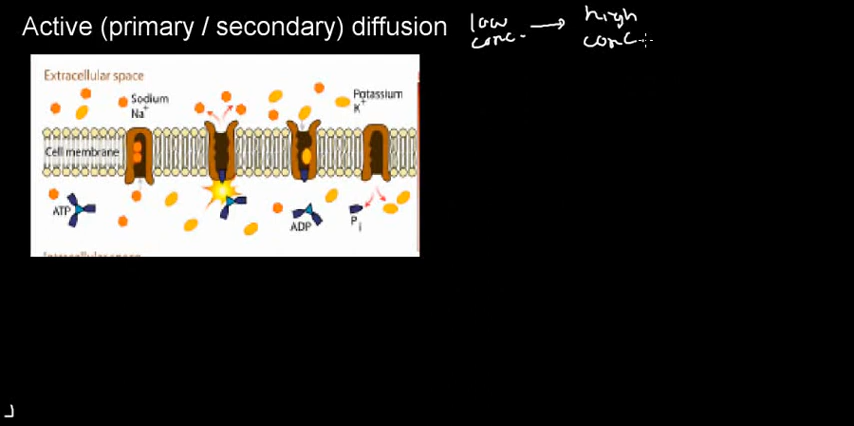 Active (primary / secondary) diffusion
low conc. → high conc.
Extracellular space
Sodium
Na+
Potassium
K+
Cell membrane
ATP
ADP
Pi